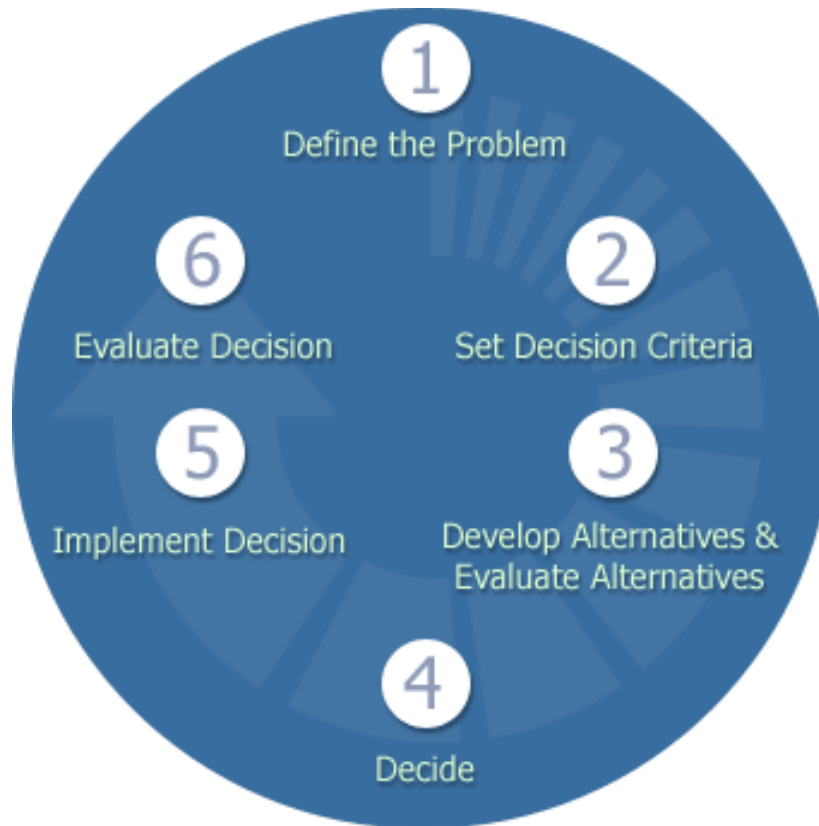 1
Define the Problem
2
Set Decision Criteria
3
Develop Alternatives &
Evaluate Alternatives
4
Decide
5
Implement Decision
6
Evaluate Decision